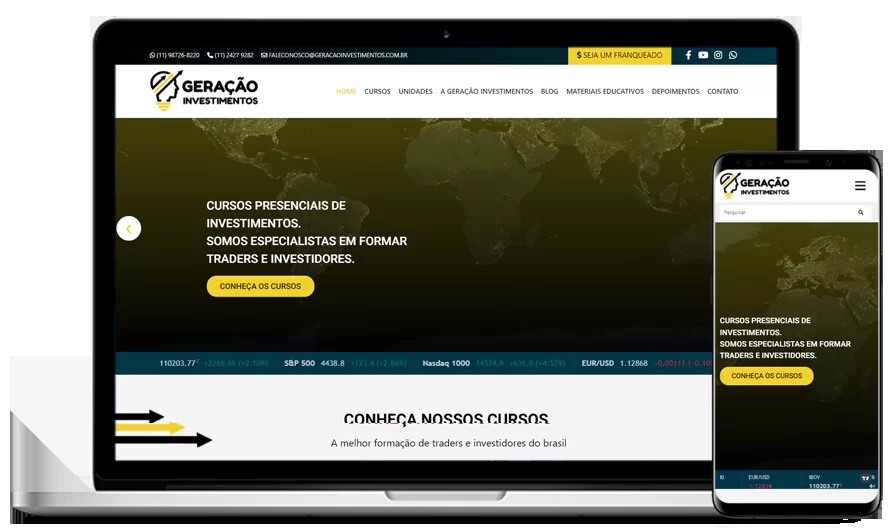 (11) 98726-8220 (11) 2427 9282 FALECONOSCO@GERACAOINVESTIMENTOS.COM.BR
$ SEJA UM FRANQUEADO
GERAÇÃO
INVESTIMENTOS
HOME CURSOS UNIDADES A GERAÇÃO INVESTIMENTOS BLOG MATERIAIS EDUCATIVOS DEPOIMENTOS CONTATO
CURSOS PRESENCIAIS DE
INVESTIMENTOS.
SOMOS ESPECIALISTAS EM FORMAR
TRADERS E INVESTIDORES.
CONHEÇA OS CURSOS
110203.77 +2266.66 (+2.10%) S&P 500 4438.8 +123.4 (+2.86%) Nasdaq 1000 14574.9 +636.8 (+4.57%) EUR/USD 1.12868 −0.00111 (−0.10
CONHEÇA NOSSOS CURSOS
A melhor formação de traders e investidores do brasil
GERAÇÃO
INVESTIMENTOS
Pesquisar
CURSOS PRESENCIAIS DE
INVESTIMENTOS.
SOMOS ESPECIALISTAS EM FORMAR
TRADERS E INVESTIDORES.
CONHEÇA OS CURSOS
EUR/USD IBOV
110203.77